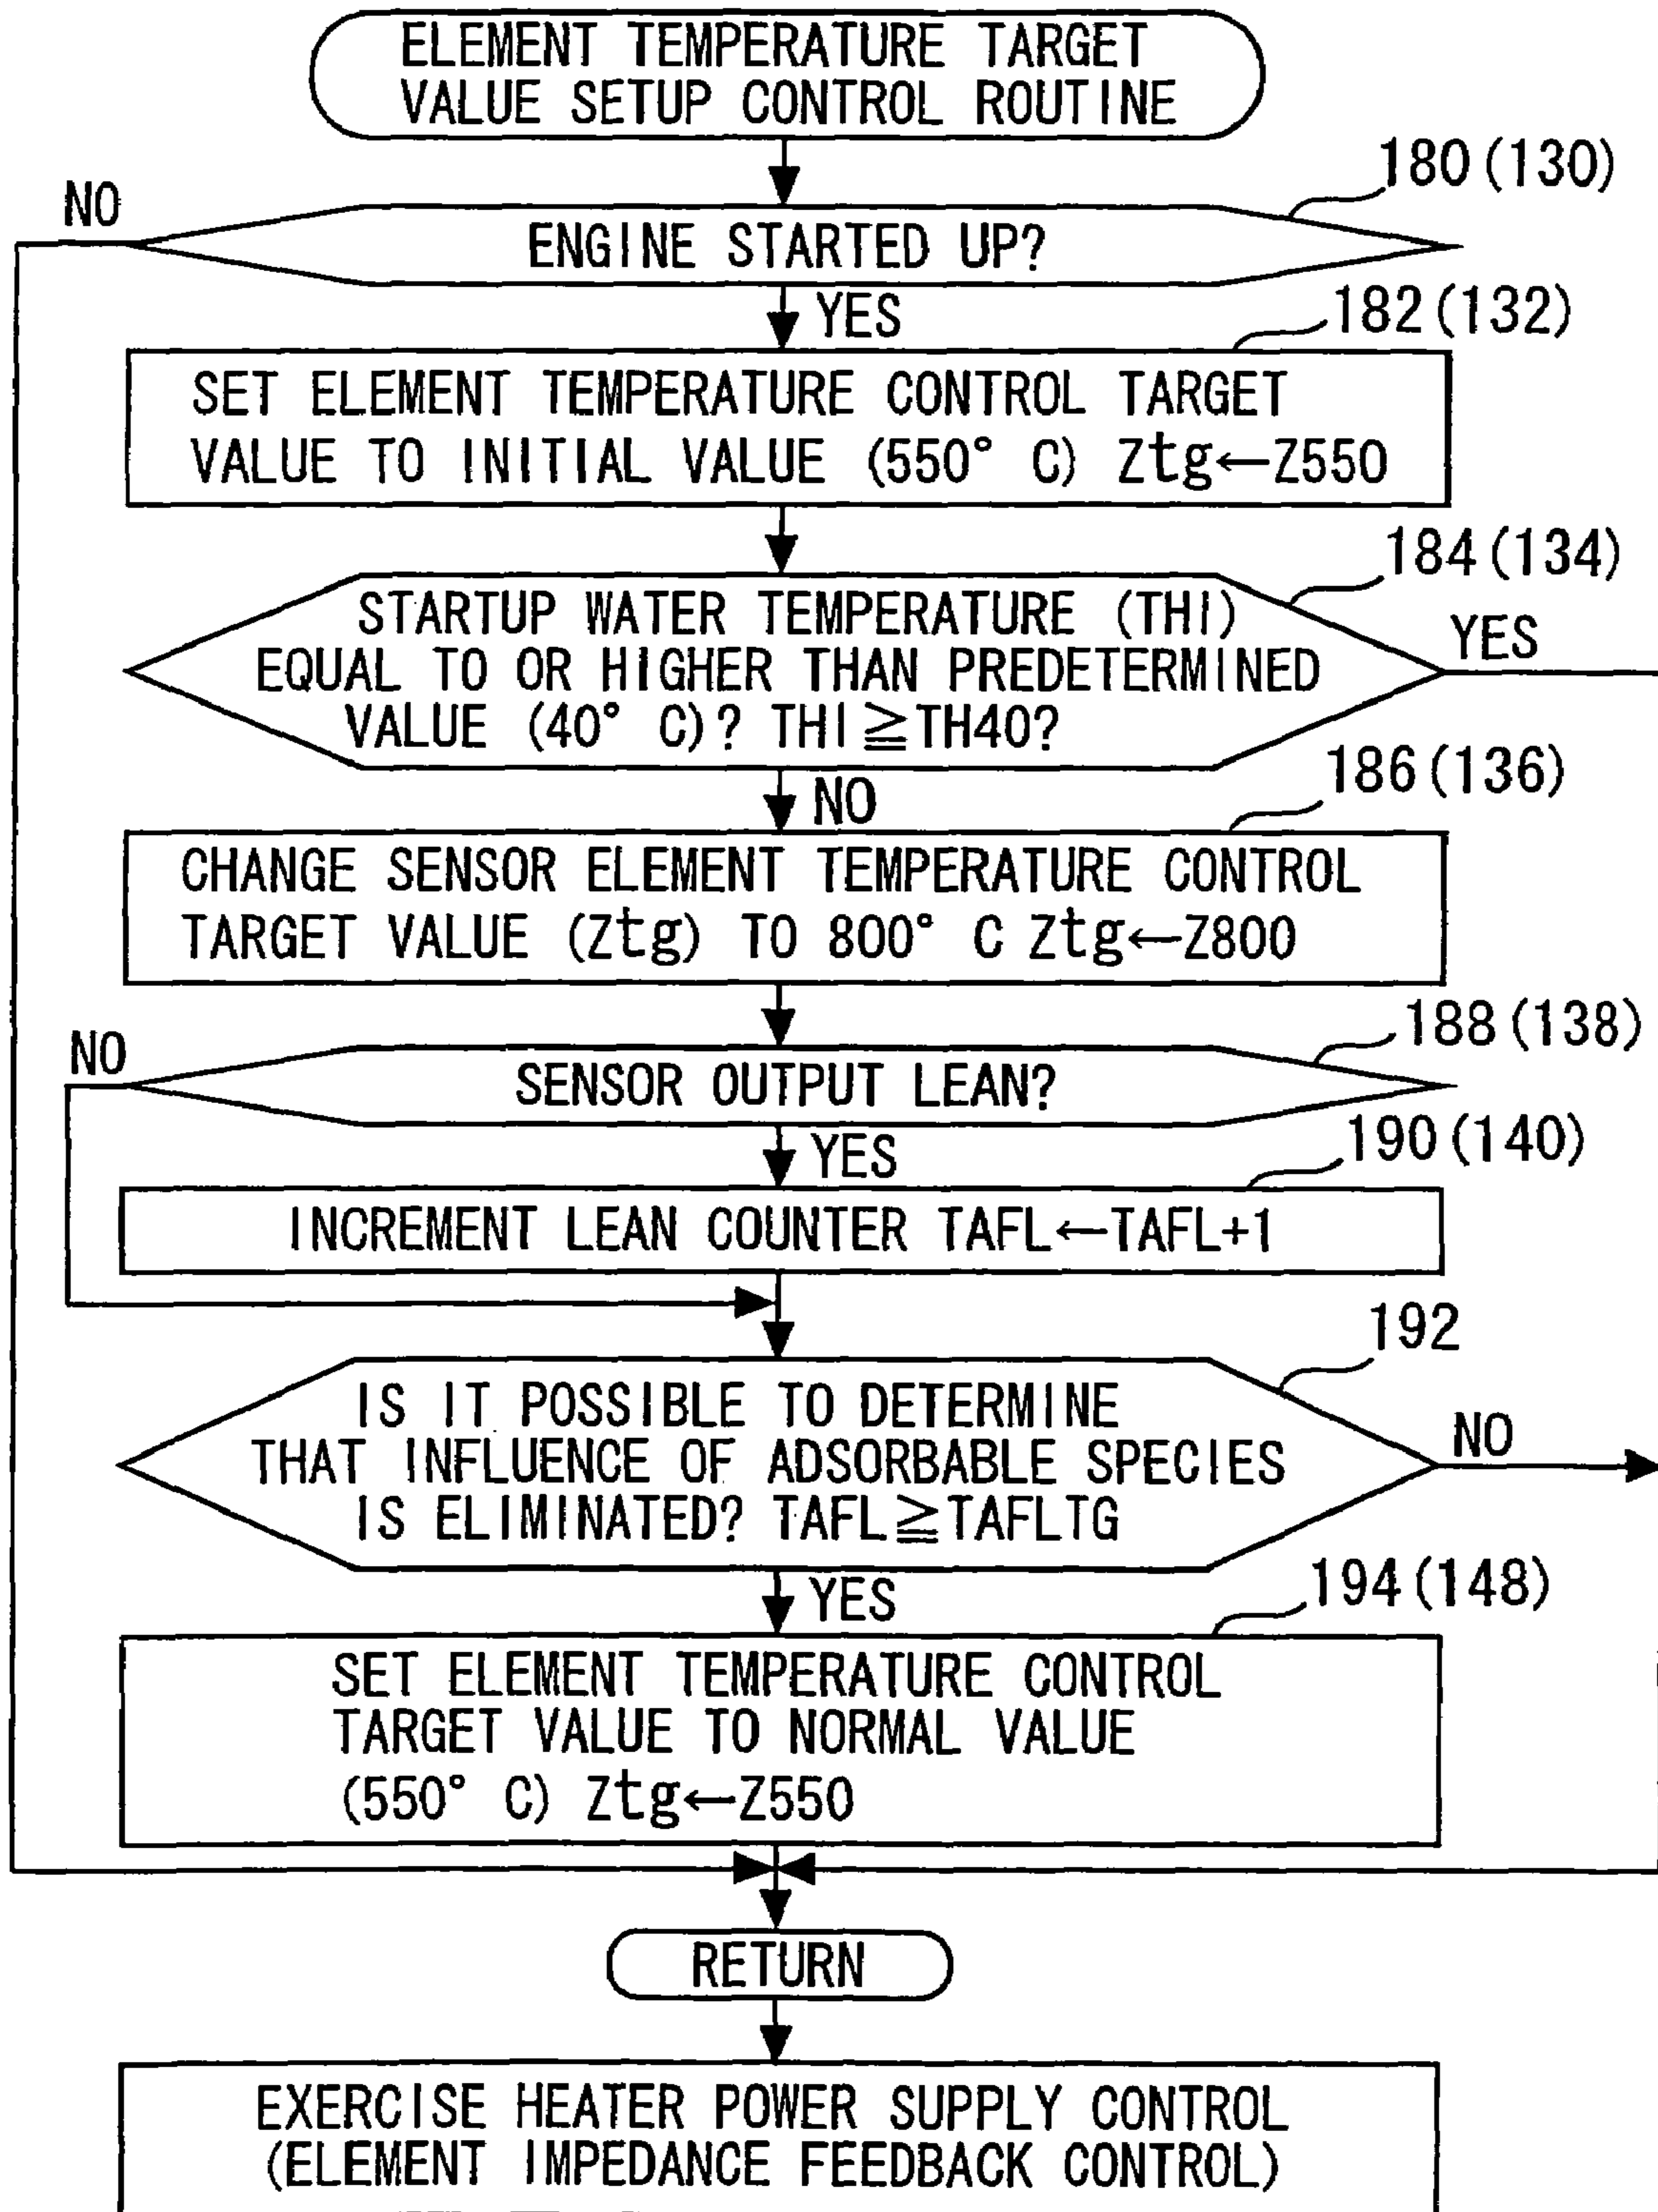 ELEMENT TEMPERATURE TARGET
VALUE SETUP CONTROL ROUTINE
180 (130)
NO
ENGINE STARTED UP?
YES
182 (132)
SET ELEMENT TEMPERATURE CONTROL TARGET
VALUE TO INITIAL VALUE (550° C) Ztg←Z550
184 (134)
STARTUP WATER TEMPERATURE (THI)
EQUAL TO OR HIGHER THAN PREDETERMINED
VALUE (40° C)? THI≧TH40?
YES
NO
186 (136)
CHANGE SENSOR ELEMENT TEMPERATURE CONTROL
TARGET VALUE (Ztg) TO 800° C Ztg←Z800
188 (138)
NO
SENSOR OUTPUT LEAN?
YES
190 (140)
INCREMENT LEAN COUNTER TAFL←TAFL+1
192
IS IT POSSIBLE TO DETERMINE
THAT INFLUENCE OF ADSORBABLE SPECIES
IS ELIMINATED? TAFL≧TAFLTG
NO
YES
194 (148)
SET ELEMENT TEMPERATURE CONTROL
TARGET VALUE TO NORMAL VALUE
(550° C) Ztg←Z550
RETURN
EXERCISE HEATER POWER SUPPLY CONTROL
(ELEMENT IMPEDANCE FEEDBACK CONTROL)